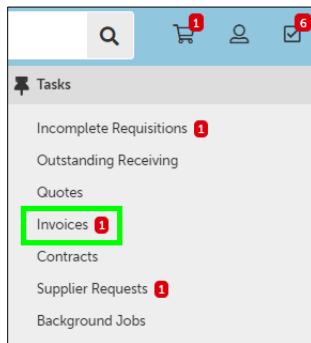 1 6
Tasks
Incomplete Requisitions 1
Outstanding Receiving
Quotes
Invoices 1
Contracts
Supplier Requests 1
Background Jobs